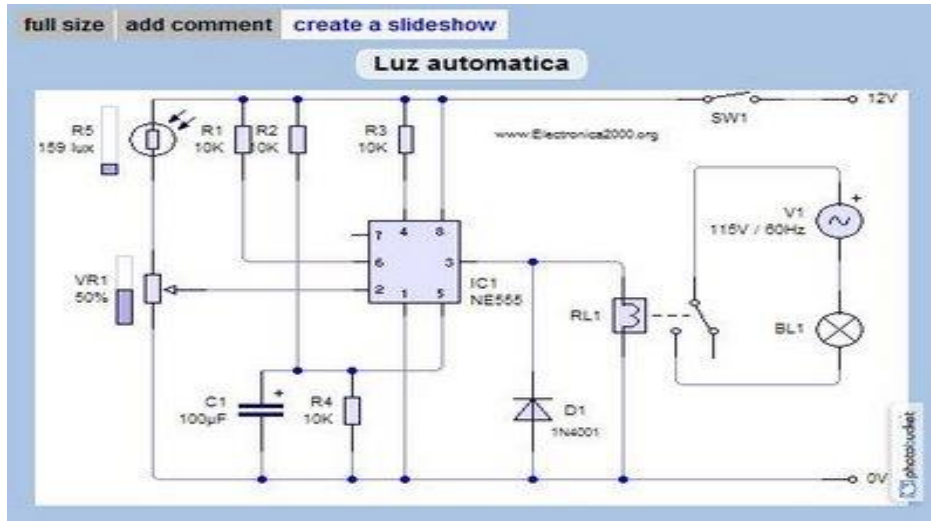 full size add comment create a slideshow
Luz automatica
12V
SW1
www.Electronica2000.org
R5
159 lux
R1
10K
R2
10K
R3
10K
V1
115V / 60Hz
+
7 4 8
6 3
2 1 5
IC1
NE555
VR1
50%
RL1
BL1
C1
100µF
+
R4
10K
D1
1N4001
0V
photobucket